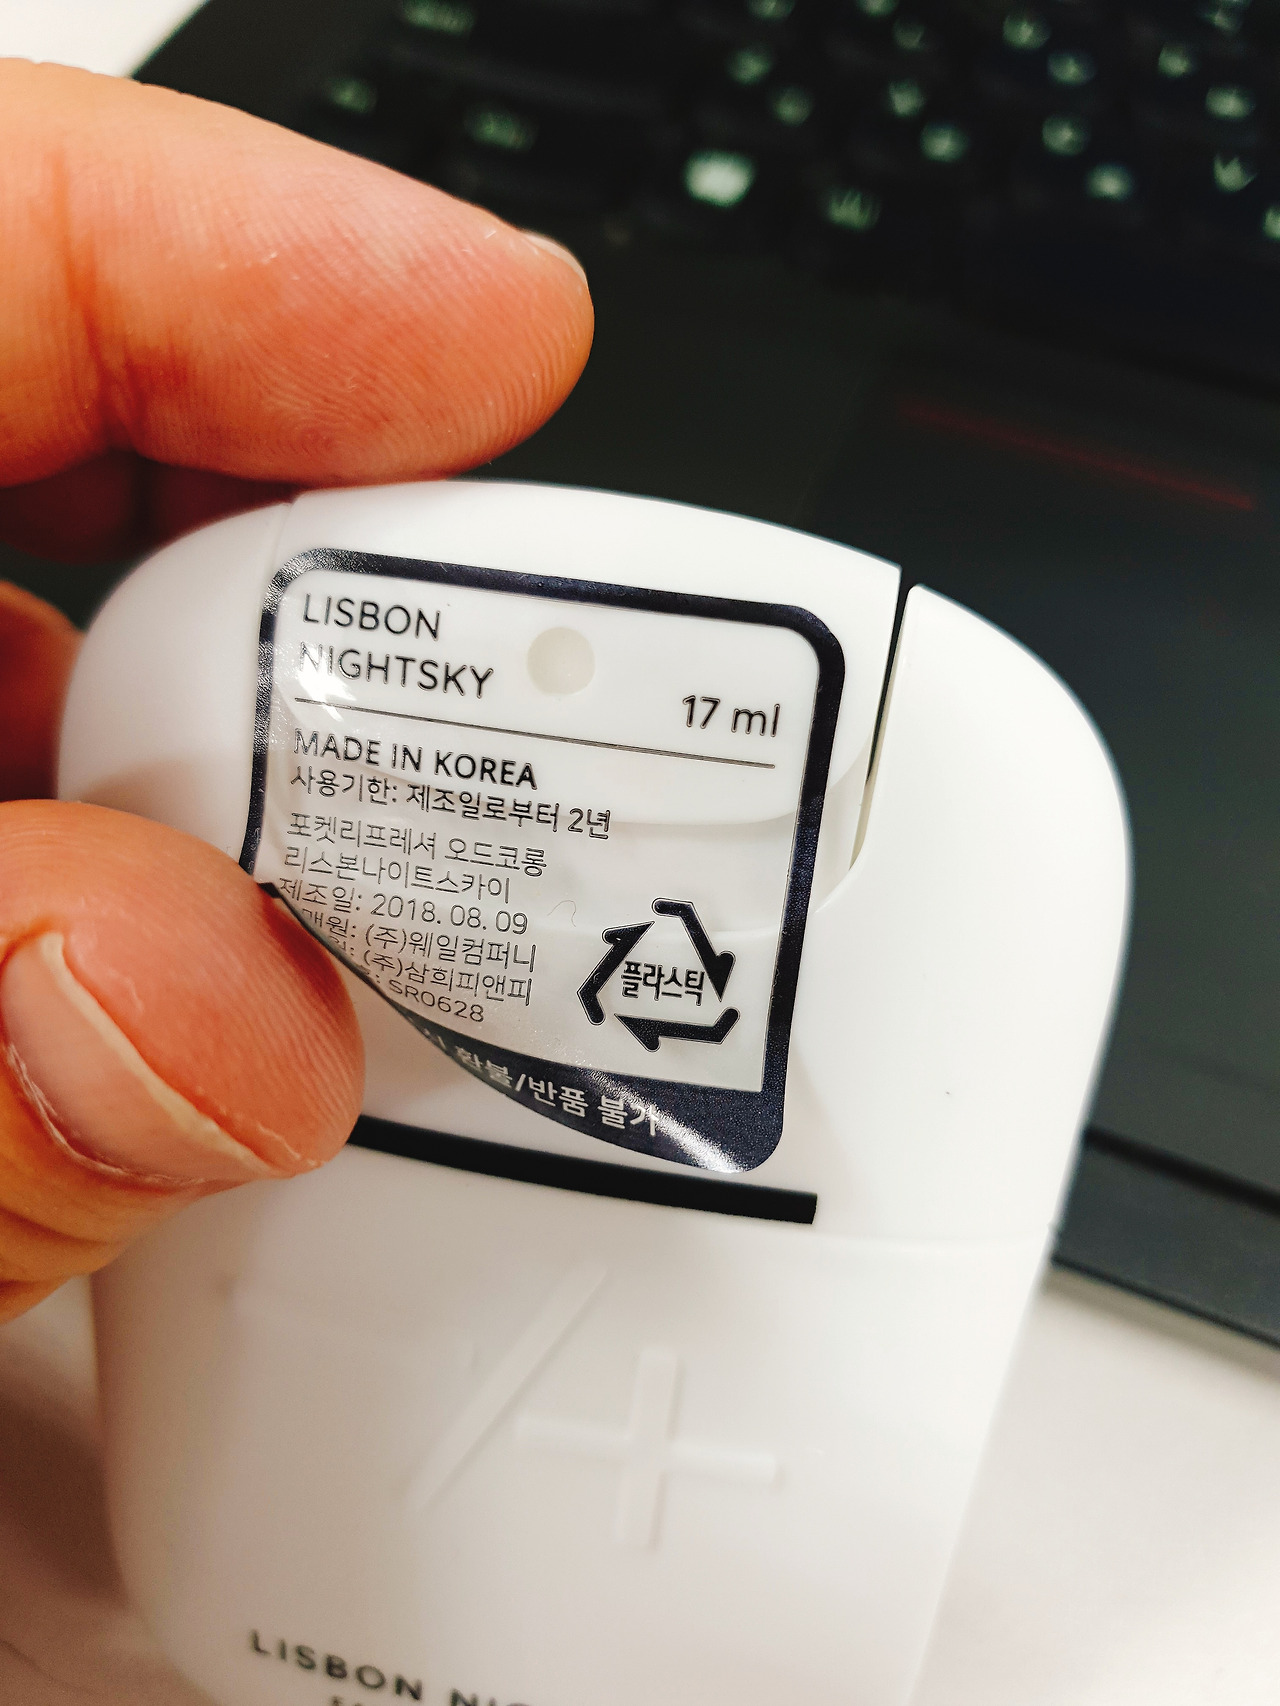 LISBON
NIGHTSKY
17 ml
MADE IN KOREA
사용기한: 제조일로부터 2년
포켓리프레셔 오드코롱
리스본나이트스카이
제조일: 2018. 08. 09
(주)웨일컴퍼니
(주)삼희피앤피
SR0628
플라스틱
환불/반품 불가
LISBON